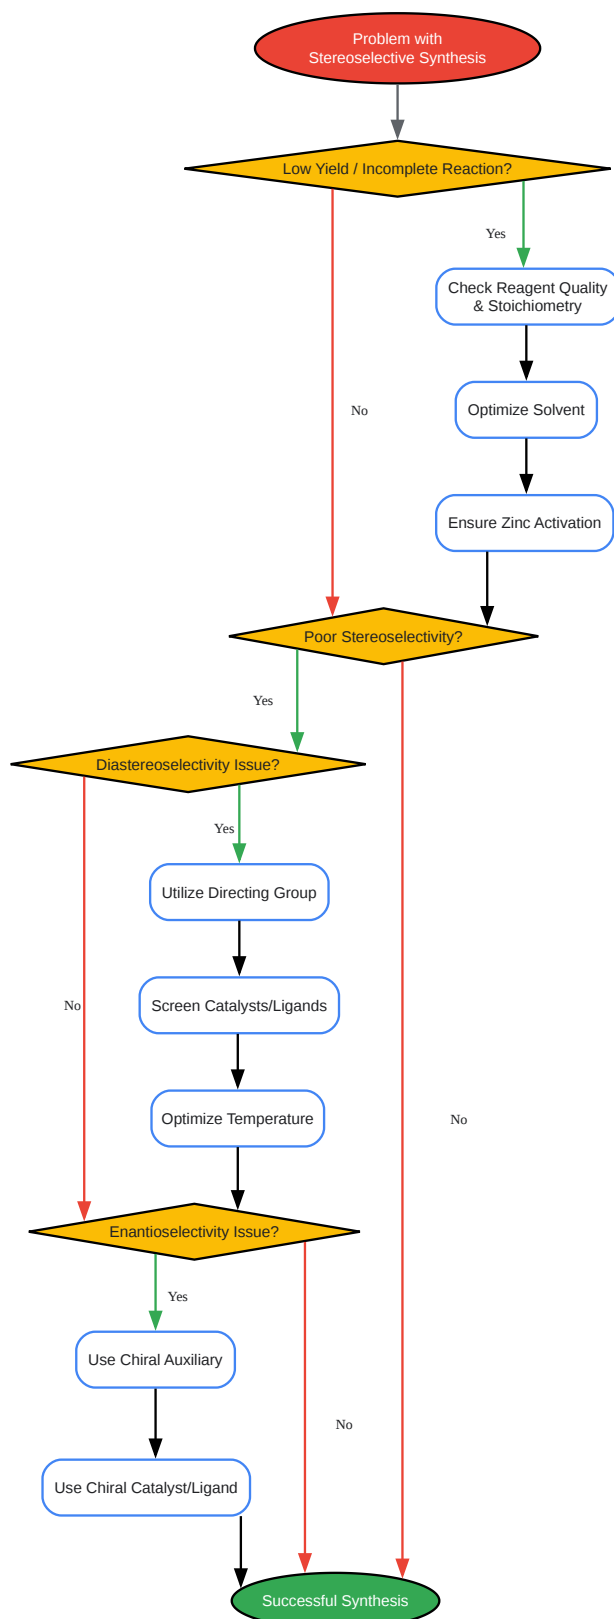 Problem with
Stereoselective Synthesis
Low Yield / Incomplete Reaction?
Yes
Check Reagent Quality
& Stoichiometry
No
Optimize Solvent
Ensure Zinc Activation
Poor Stereoselectivity?
Yes
Diastereoselectivity Issue?
Yes
Utilize Directing Group
No
Screen Catalysts/Ligands
Optimize Temperature
No
Enantioselectivity Issue?
Yes
Use Chiral Auxiliary
No
Use Chiral Catalyst/Ligand
Successful Synthesis